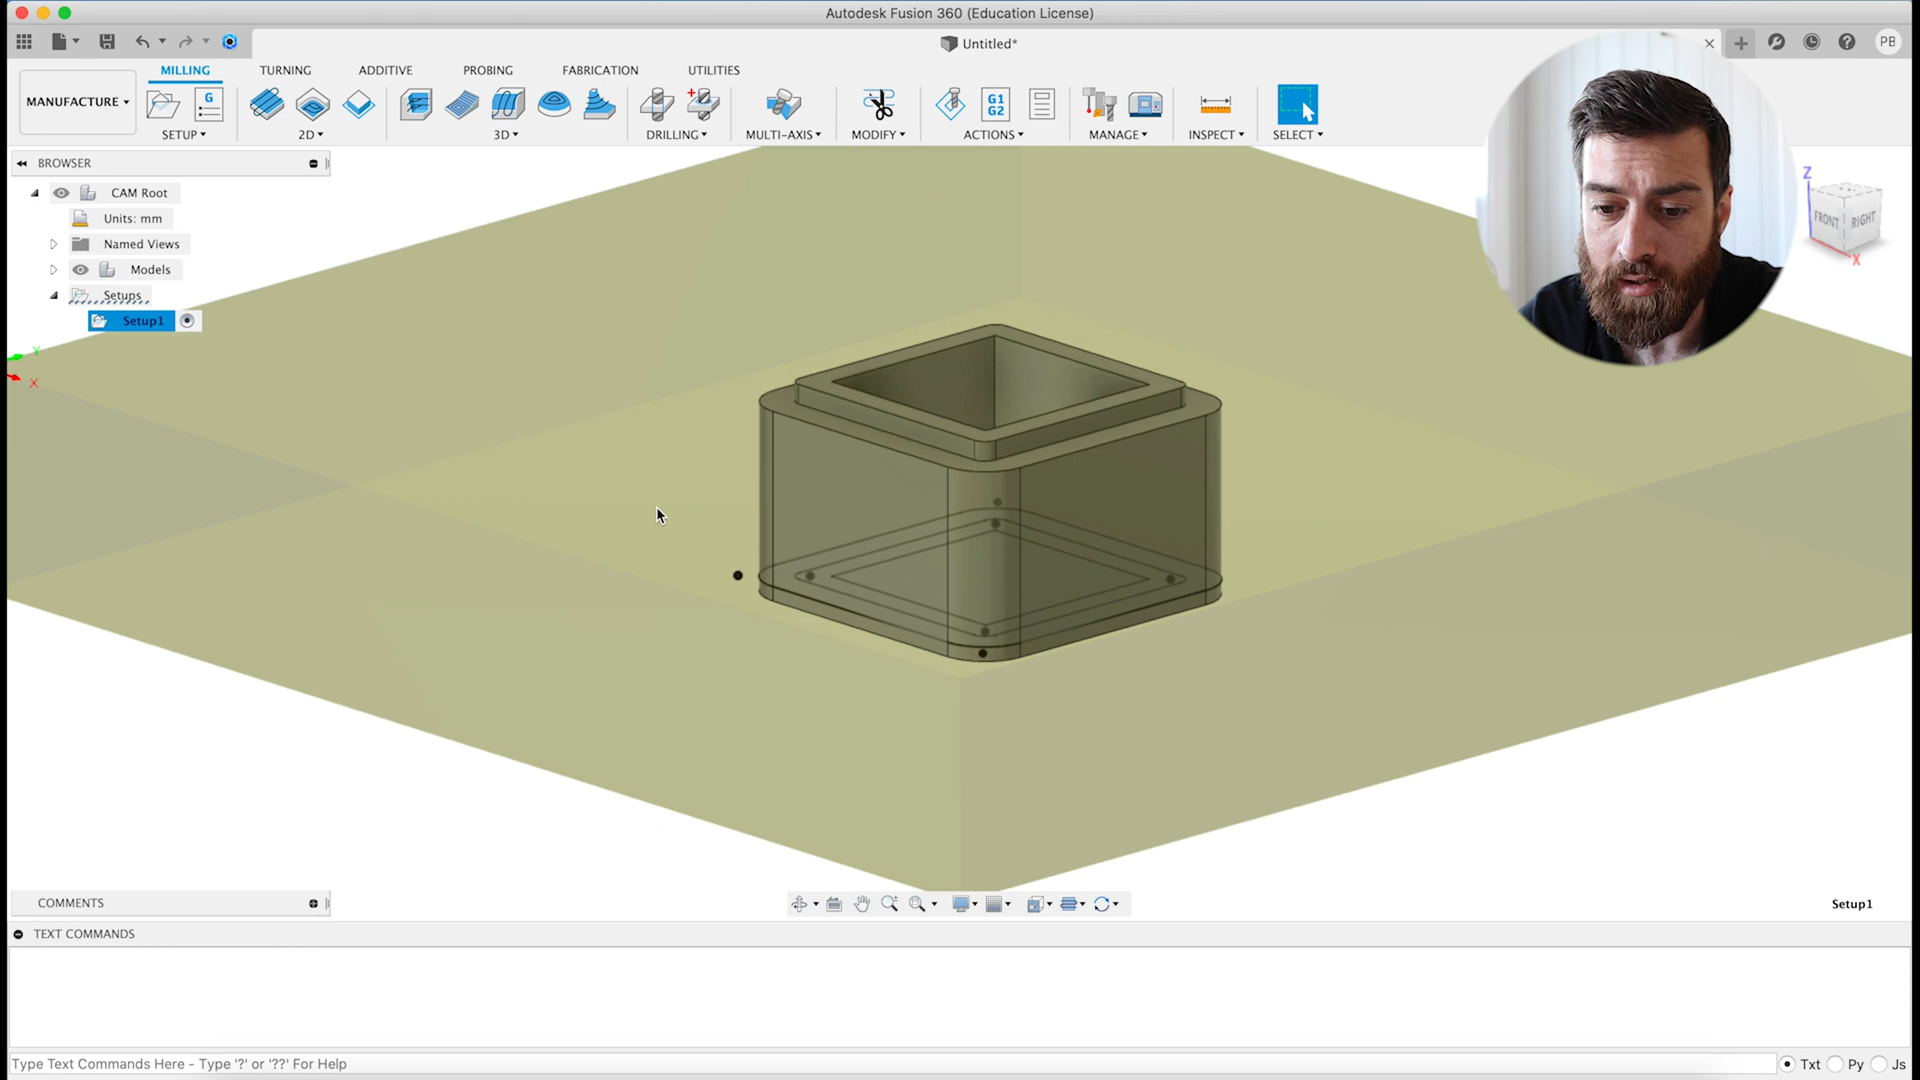 Autodesk Fusion 360 (Education License)
Untitled*
PB
MANUFACTURE
MILLING TURNING ADDITIVE PROBING FABRICATION UTILITIES
G
G1
G2
SETUP 2D 3D DRILLING MULTI-AXIS MODIFY ACTIONS MANAGE INSPECT SELECT
BROWSER
CAM Root
Units: mm
Named Views
Models
Setups
Setup1
Y
X
Z
FRONT RIGHT
X
COMMENTS
Setup1
TEXT COMMANDS
Type Text Commands Here - Type '?' or '??' For Help
Txt Py Js